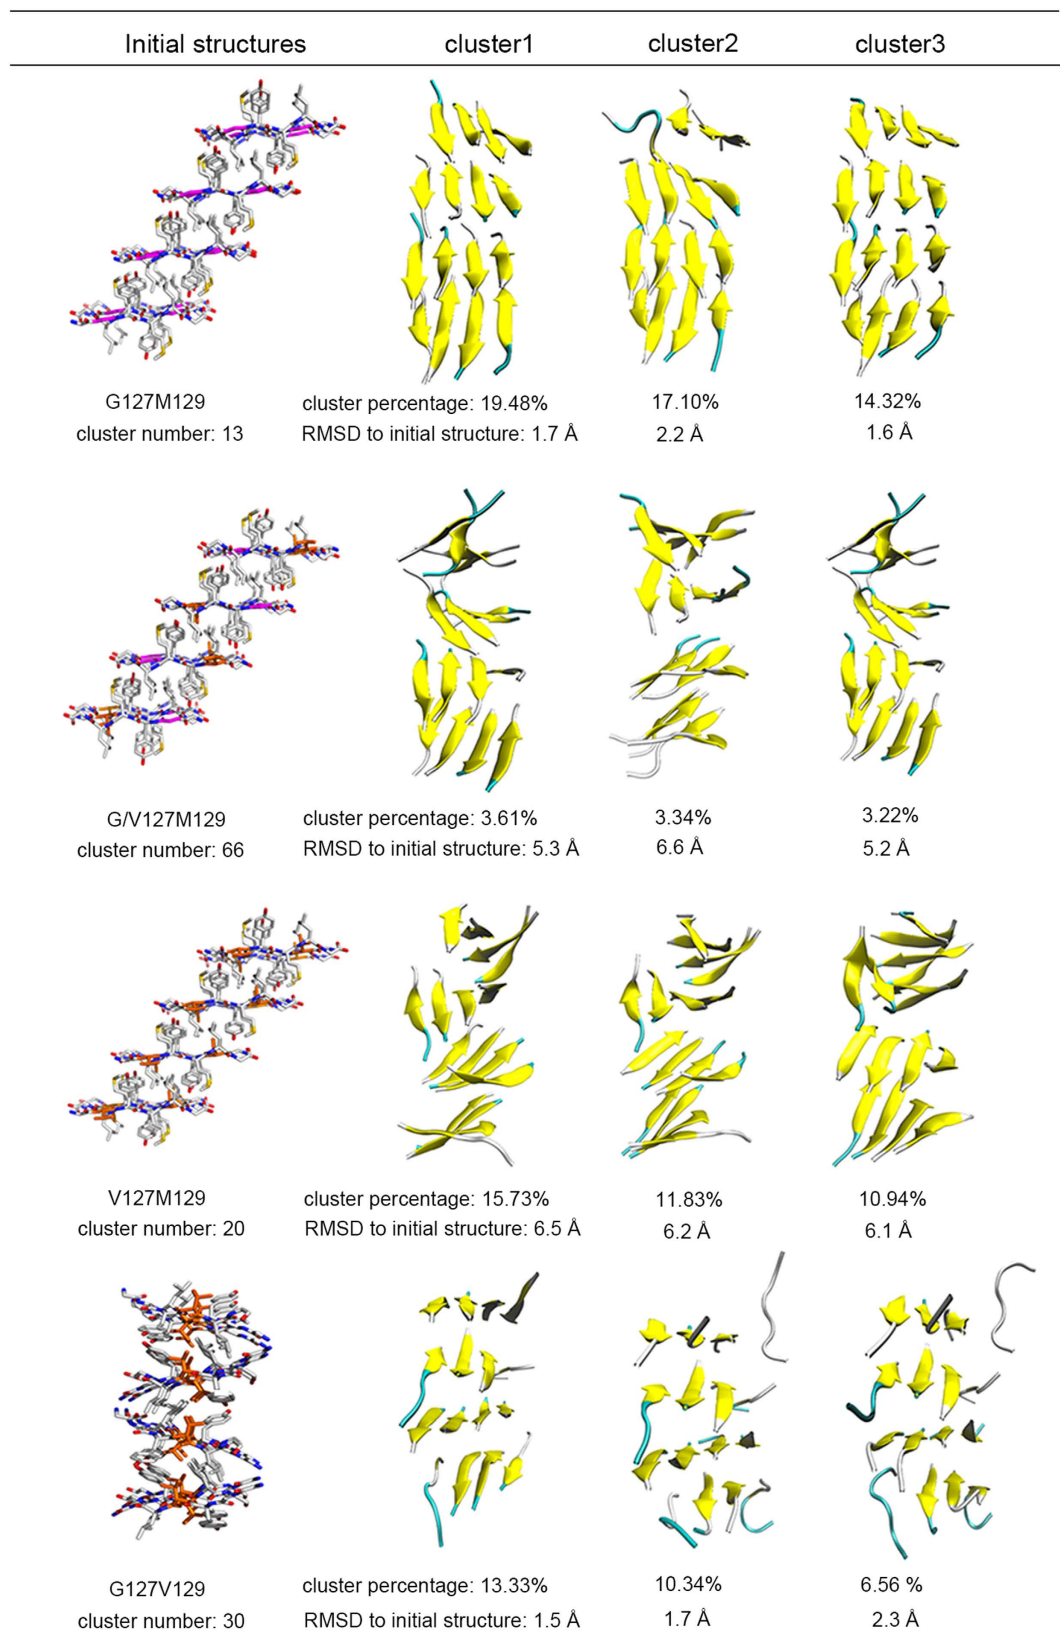 Initial structures cluster1 cluster2 cluster3
G127M129 cluster percentage: 19.48% 17.10% 14.32%
cluster number: 13 RMSD to initial structure: 1.7 Å 2.2 Å 1.6 Å
G/V127M129 cluster percentage: 3.61% 3.34% 3.22%
cluster number: 66 RMSD to initial structure: 5.3 Å 6.6 Å 5.2 Å
V127M129 cluster percentage: 15.73% 11.83% 10.94%
cluster number: 20 RMSD to initial structure: 6.5 Å 6.2 Å 6.1 Å
G127V129 cluster percentage: 13.33% 10.34% 6.56 %
cluster number: 30 RMSD to initial structure: 1.5 Å 1.7 Å 2.3 Å